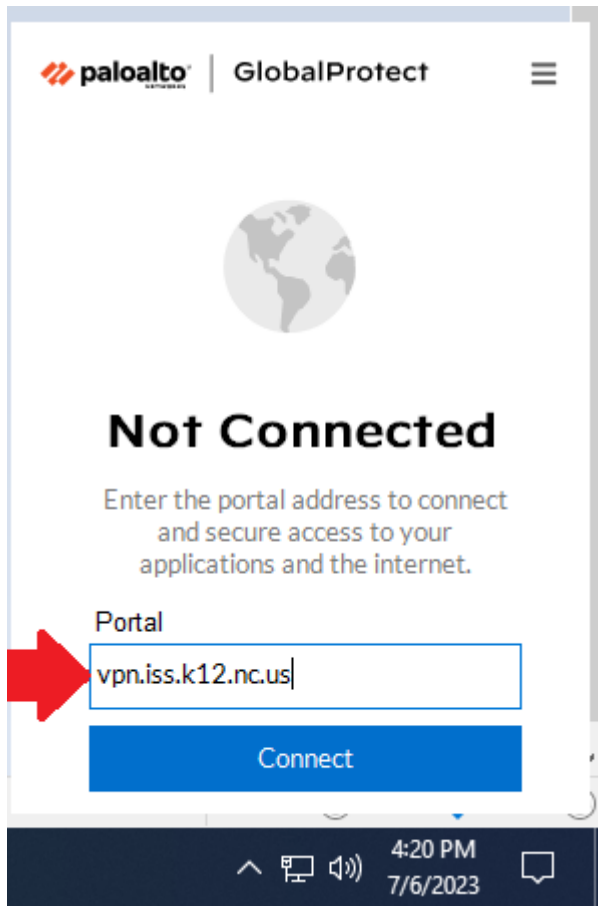 paloalto | GlobalProtect
NETWORKS
Not Connected
Enter the portal address to connect
and secure access to your
applications and the internet.
Portal
vpn.iss.k12.nc.us
Connect
4:20 PM
7/6/2023